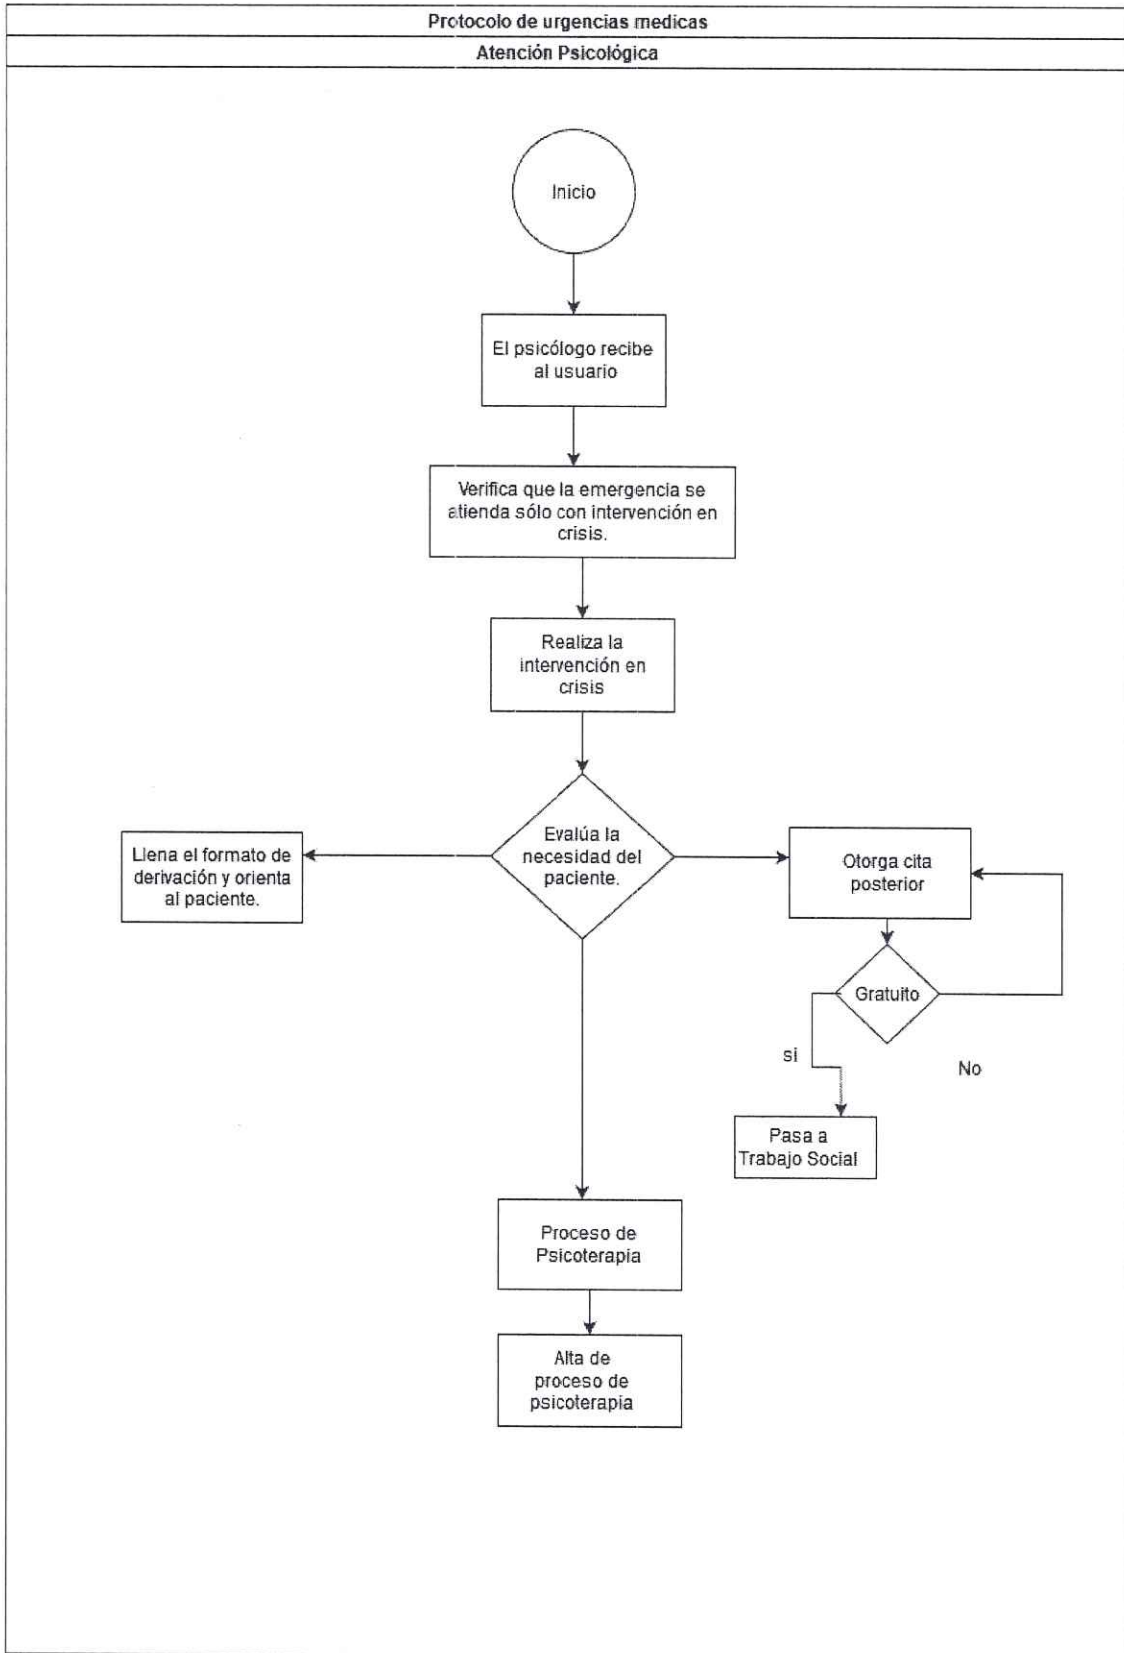 Protocolo de urgencias medicas
Atención Psicológica
Inicio
El psicólogo recibe
al usuario
Verifica que la emergencia se
atienda sólo con intervención en
crisis.
Realiza la
intervención en
crisis
Evalúa la
necesidad del
paciente.
Llena el formato de
derivación y orienta
al paciente.
Otorga cita
posterior
Gratuito
si
No
Pasa a
Trabajo Social
Proceso de
Psicoterapia
Alta de
proceso de
psicoterapia